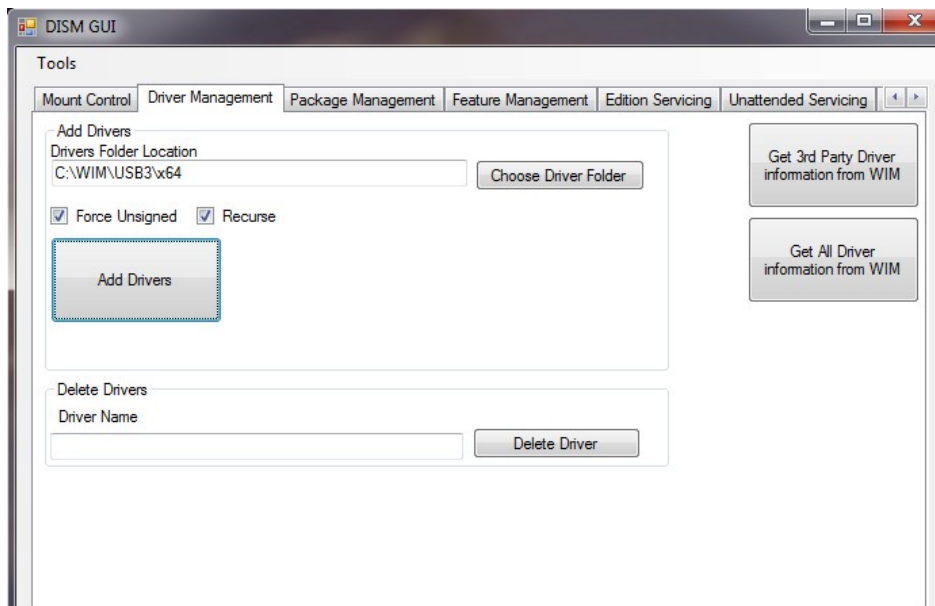 DISM GUI
Tools
Mount Control Driver Management Package Management Feature Management Edition Servicing Unattended Servicing
Add Drivers
Drivers Folder Location
C:\WIM\USB3\x64
Choose Driver Folder
Force Unsigned Recurse
Add Drivers
Get 3rd Party Driver
information from WIM
Get All Driver
information from WIM
Delete Drivers
Driver Name
Delete Driver